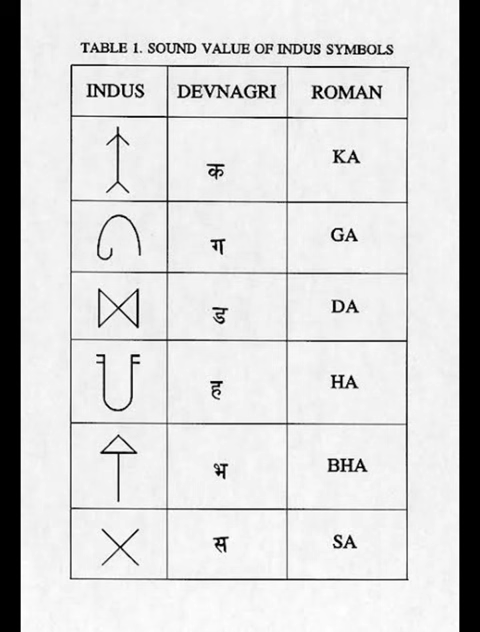 TABLE 1. SOUND VALUE OF INDUS SYMBOLS
INDUS DEVNAGRI ROMAN
क KA
ग GA
ड DA
ह HA
भ BHA
स SA